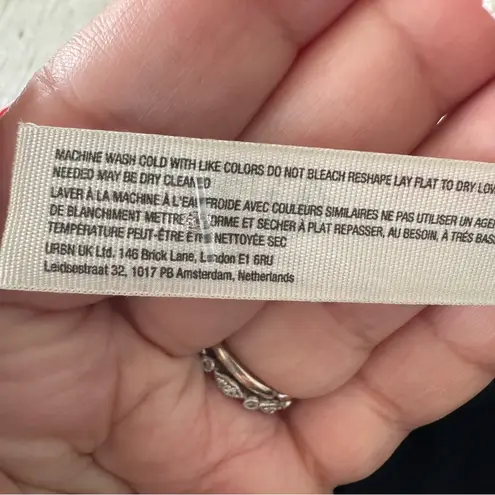 MACHINE WASH COLD WITH LIKE COLORS DO NOT BLEACH RESHAPE LAY FLAT TO DRY LOW
NEEDED MAY BE DRY CLEANED
LAVER À LA MACHINE À L'EAU FROIDE AVEC COULEURS SIMILAIRES NE PAS UTILISER UN AGEN
DE BLANCHIMENT METTRE FORME ET SECHER À PLAT REPASSER, AU BESOIN, À TRÈS BAS
TEMPÉRATURE PEUT-ÊTRE ÊTRE NETTOYÉE SEC
URBN UK Ltd, 146 Brick Lane, London E1 6RU
Leidsestraat 32, 1017 PB Amsterdam, Netherlands